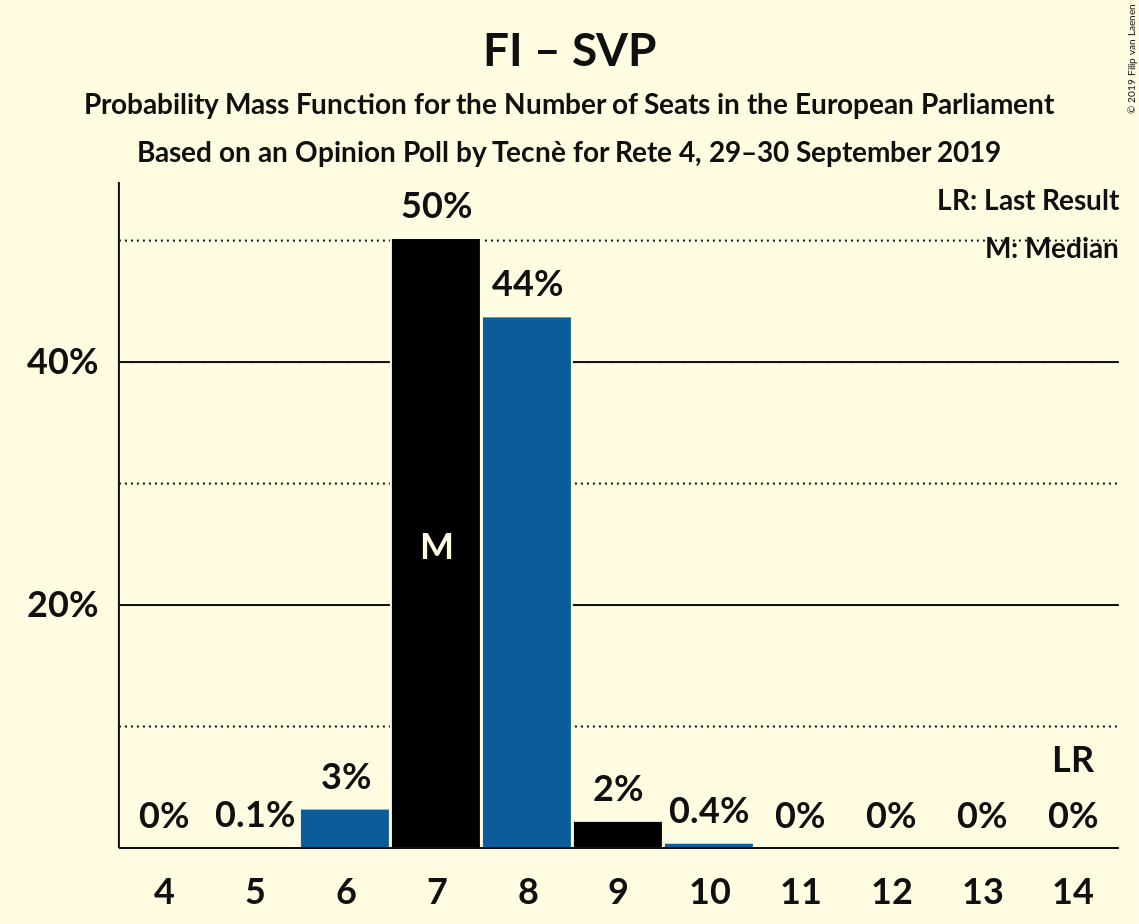 FI – SVP
Probability Mass Function for the Number of Seats in the European Parliament
Based on an Opinion Poll by Tecnè for Rete 4, 29–30 September 2019
© 2019 Filip van Laenen
LR: Last Result
M: Median
40%
20%
0%
0.1%
3%
50%
M
44%
2%
0.4%
0%
0%
0%
LR
0%
4 5 6 7 8 9 10 11 12 13 14